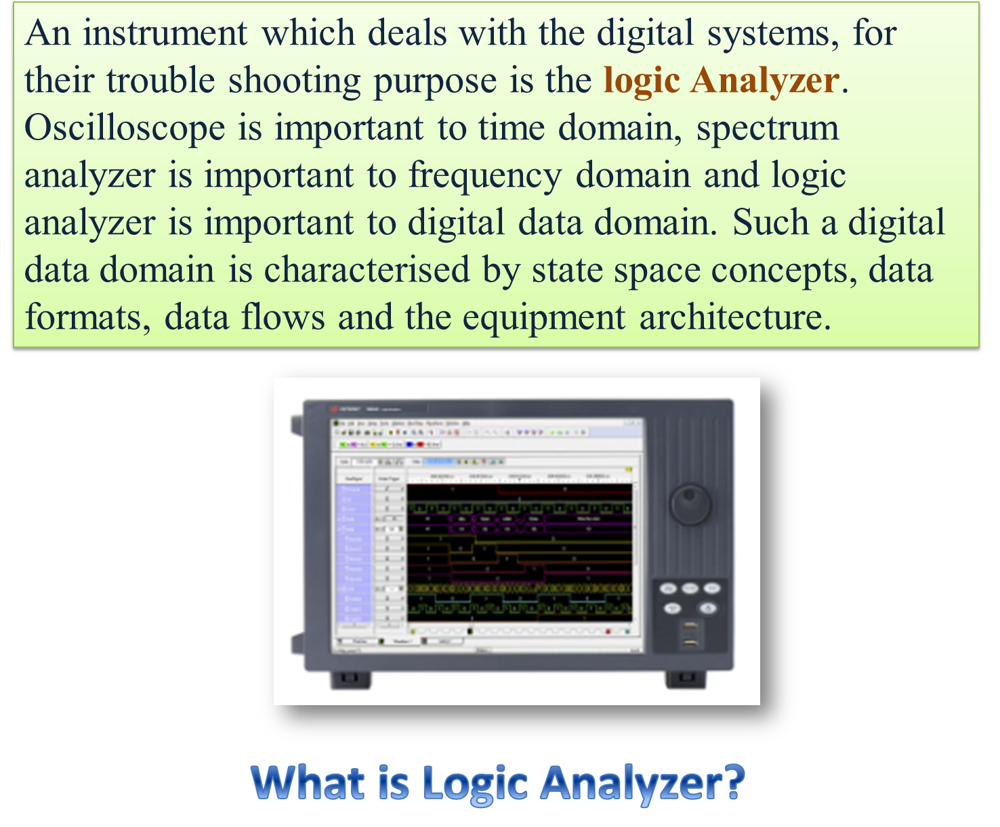 An instrument which deals with the digital systems, for
their trouble shooting purpose is the logic Analyzer.
Oscilloscope is important to time domain, spectrum
analyzer is important to frequency domain and logic
analyzer is important to digital data domain. Such a digital
data domain is characterised by state space concepts, data
formats, data flows and the equipment architecture.
What is Logic Analyzer?